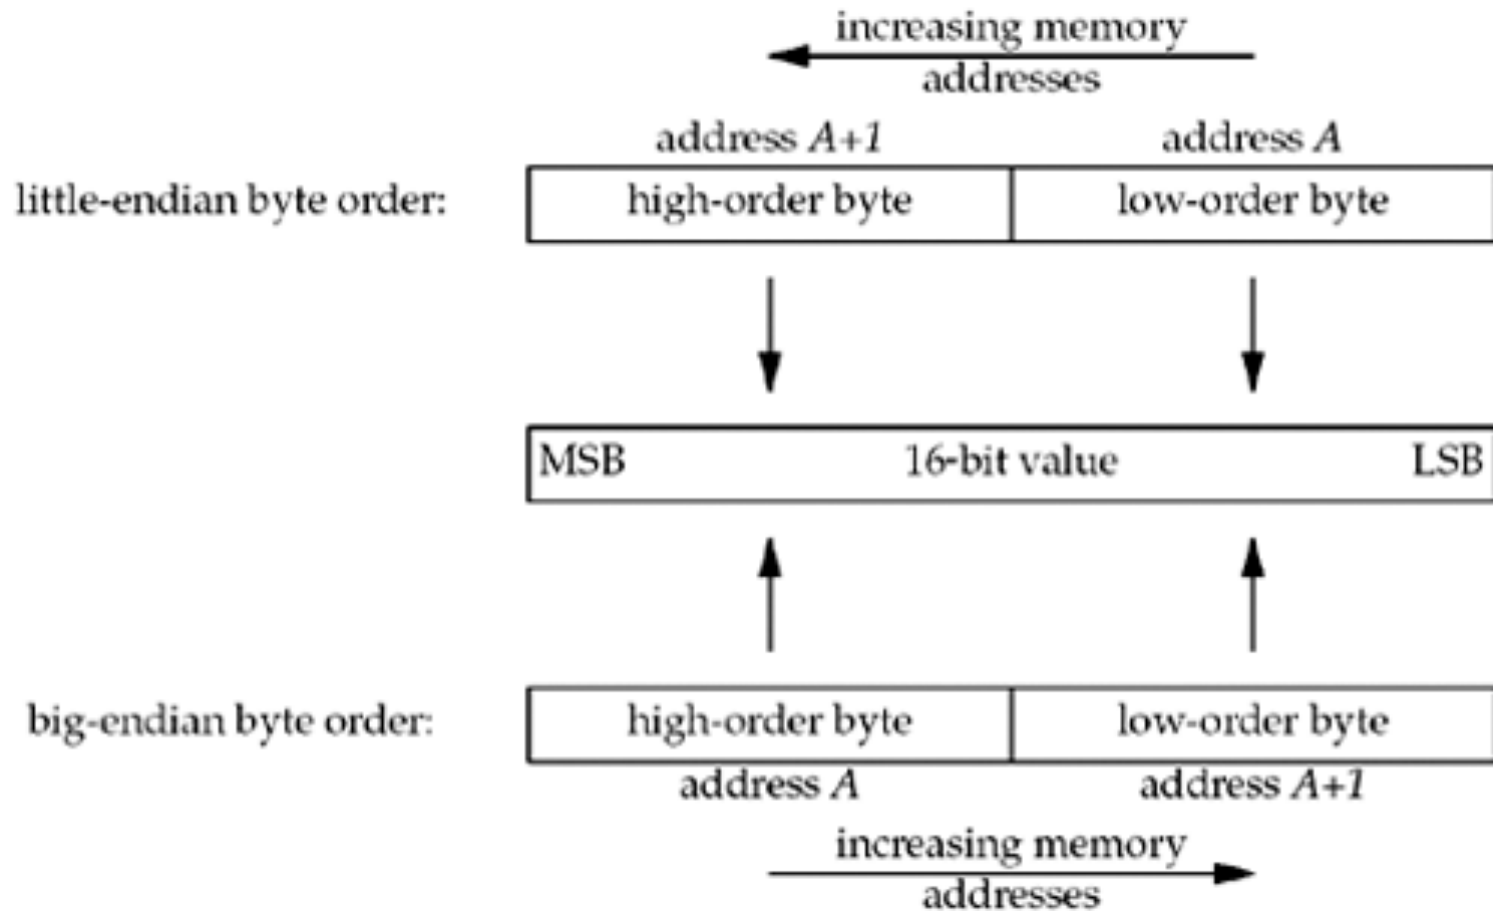 increasing memory
addresses
address A+1 address A
little-endian byte order: high-order byte low-order byte
MSB 16-bit value LSB
big-endian byte order: high-order byte low-order byte
address A address A+1
increasing memory
addresses